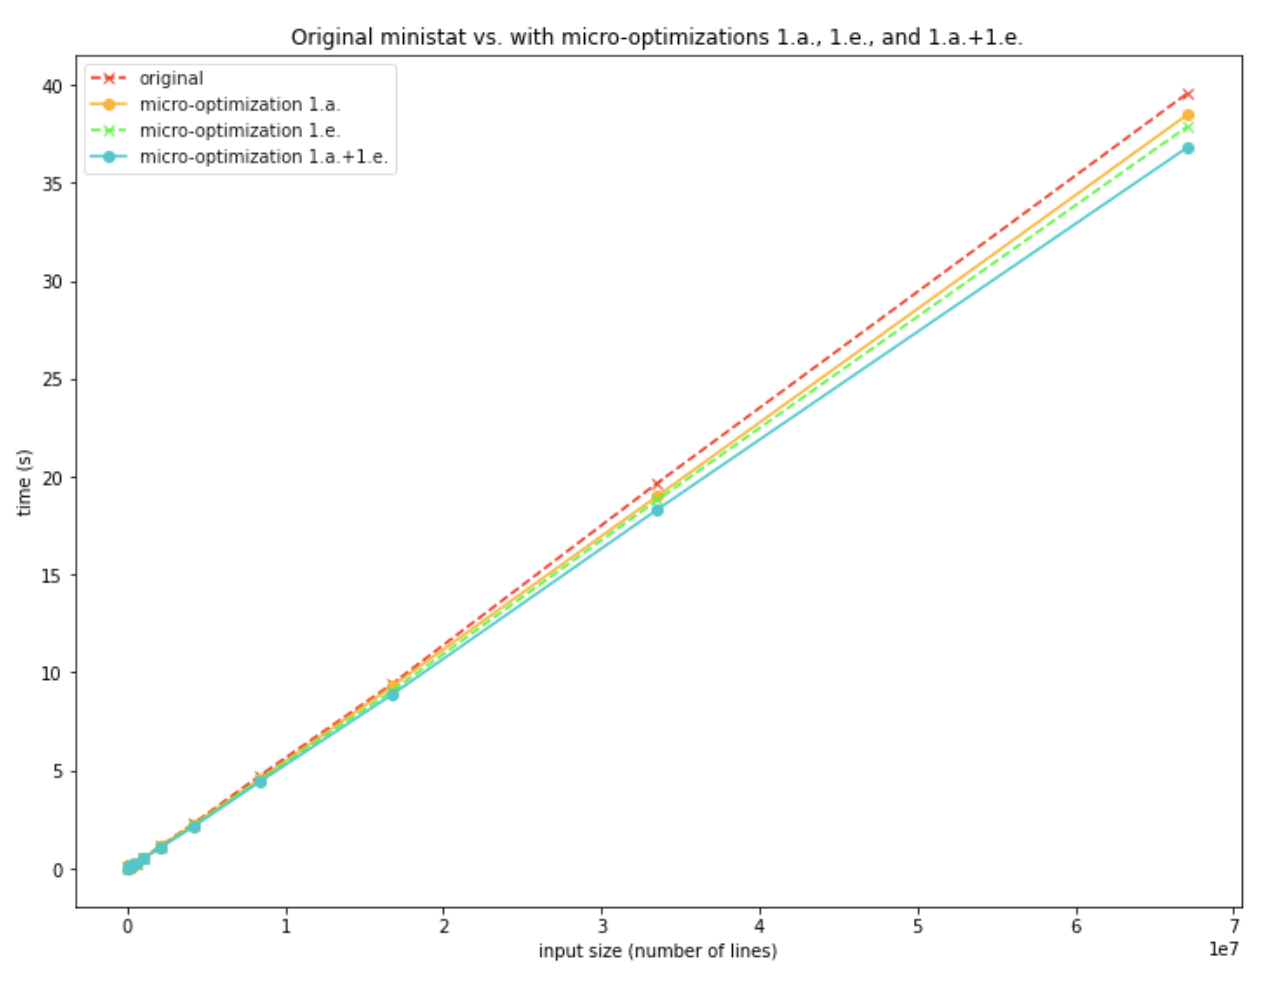 Original ministat vs. with micro-optimizations 1.a., 1.e., and 1.a.+1.e.
original
micro-optimization 1.a.
micro-optimization 1.e.
micro-optimization 1.a.+1.e.
40
35
30
25
20
15
10
5
0
time (s)
0 1 2 3 4 5 6 7
1e7
input size (number of lines)